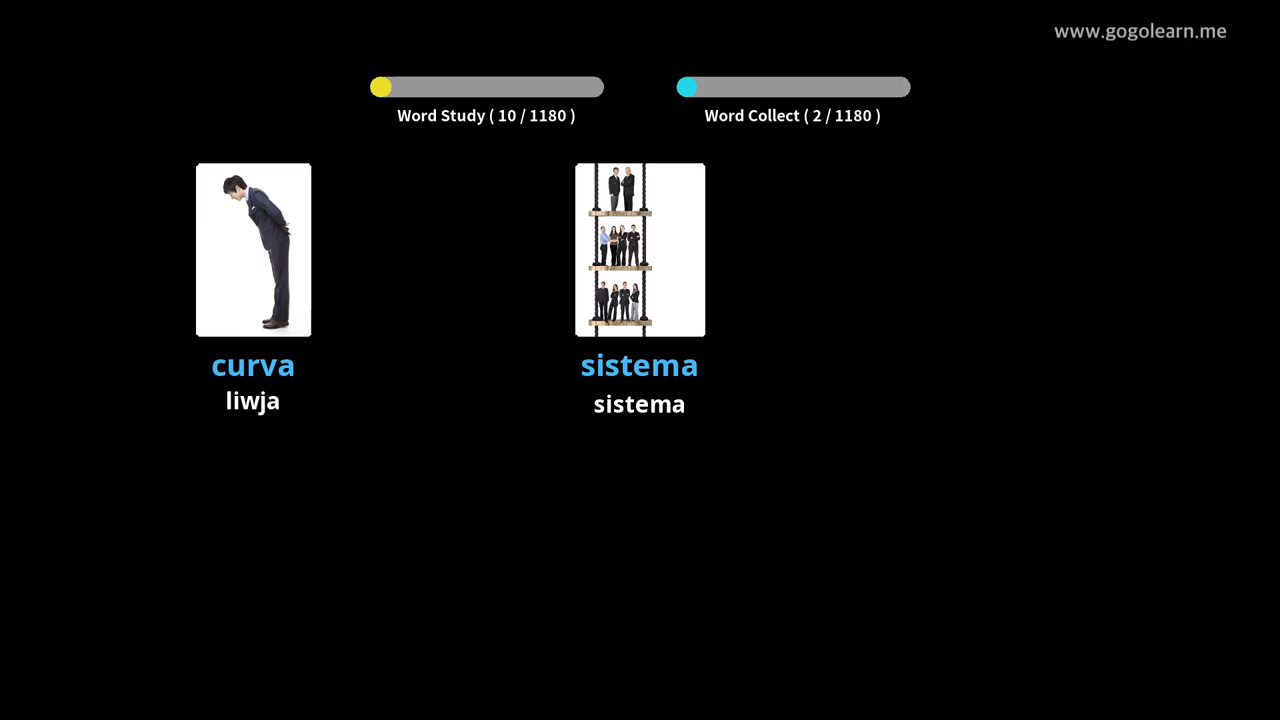 www.gogolearn.me
Word Study ( 10 / 1180 )
Word Collect ( 2 / 1180 )
curva
liwja
sistema
sistema